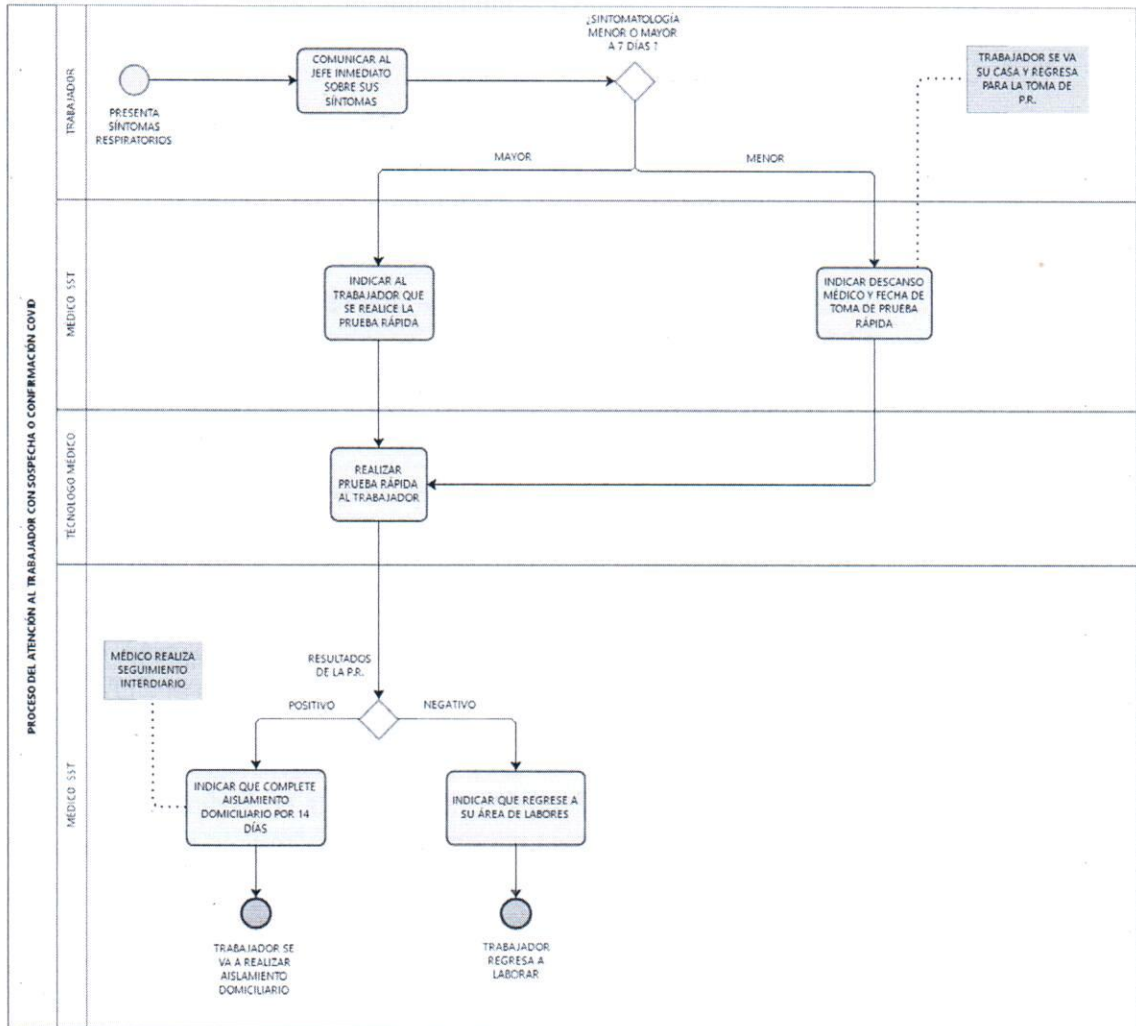 PROCESO DEL ATENCIÓN AL TRABAJADOR CON SOSPECHA O CONFIRMACIÓN COVID
TRABAJADOR
PRESENTA
SÍNTOMAS
RESPIRATORIOS
COMUNICAR AL
JEFE INMEDIATO
SOBRE SUS
SÍNTOMAS
¿SINTOMATOLOGÍA
MENOR O MAYOR
A 7 DÍAS ?
TRABAJADOR SE VA
SU CASA Y REGRESA
PARA LA TOMA DE
P.R.
MAYOR
MENOR
MEDICO SST
INDICAR AL
TRABAJADOR QUE
SE REALICE LA
PRUEBA RÁPIDA
INDICAR DESCANSO
MÉDICO Y FECHA DE
TOMA DE PRUEBA
RÁPIDA
TECNOLOGO MEDICO
REALIZAR
PRUEBA RÁPIDA
AL TRABAJADOR
MEDICO SST
MÉDICO REALIZA
SEGUIMIENTO
INTERDIARIO
RESULTADOS
DE LA P.R.
POSITIVO
NEGATIVO
INDICAR QUE COMPLETE
AISLAMIENTO
DOMICILIARIO POR 14
DÍAS
INDICAR QUE REGRESE A
SU ÁREA DE LABORES
TRABAJADOR SE
VA A REALIZAR
AISLAMIENTO
DOMICILIARIO
TRABAJADOR
REGRESA A
LABORAR